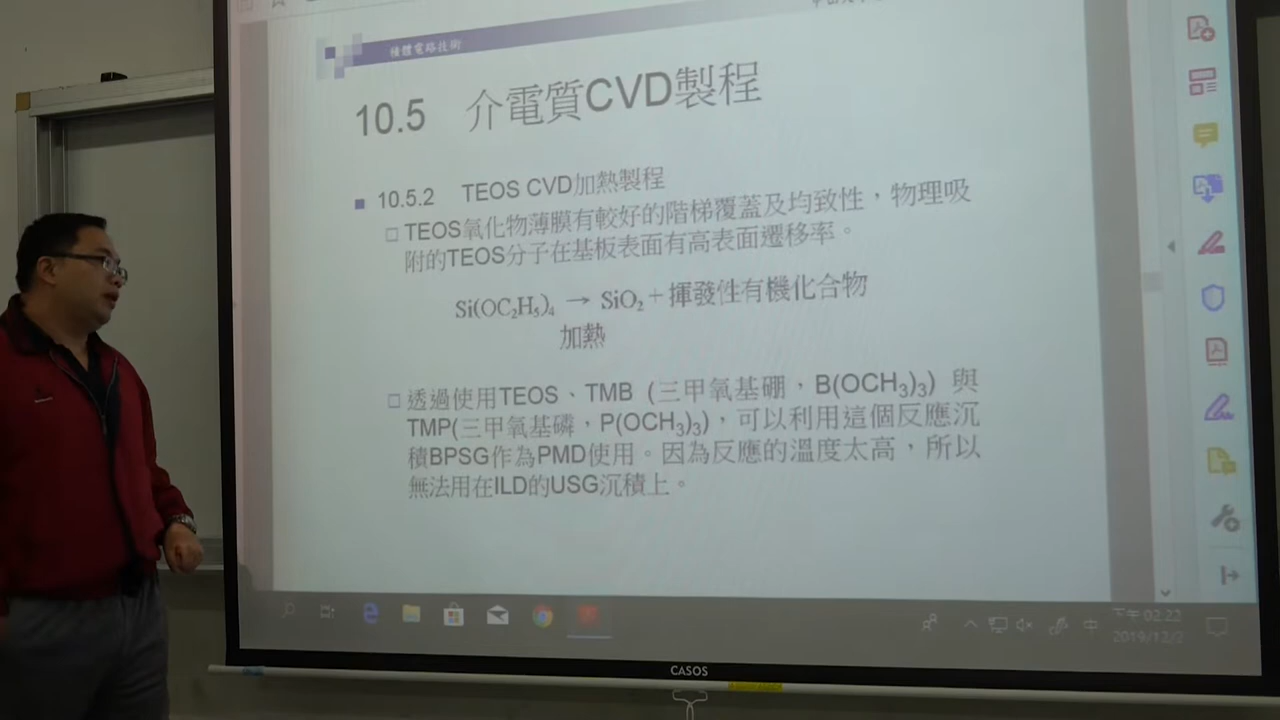 積體電路技術
10.5 介電質CVD製程
10.5.2 TEOS CVD加熱製程
TEOS氧化物薄膜有較好的階梯覆蓋及均致性，物理吸
附的TEOS分子在基板表面有高表面遷移率。
Si(OC₂H₅)₄ → SiO₂+揮發性有機化合物
加熱
透過使用TEOS、TMB (三甲氧基硼，B(OCH₃)₃) 與
TMP(三甲氧基磷，P(OCH₃)₃)，可以利用這個反應沉
積BPSG作為PMD使用。因為反應的溫度太高，所以
無法用在ILD的USG沉積上。
中
下午 02:22
2019/12/2
CASOS